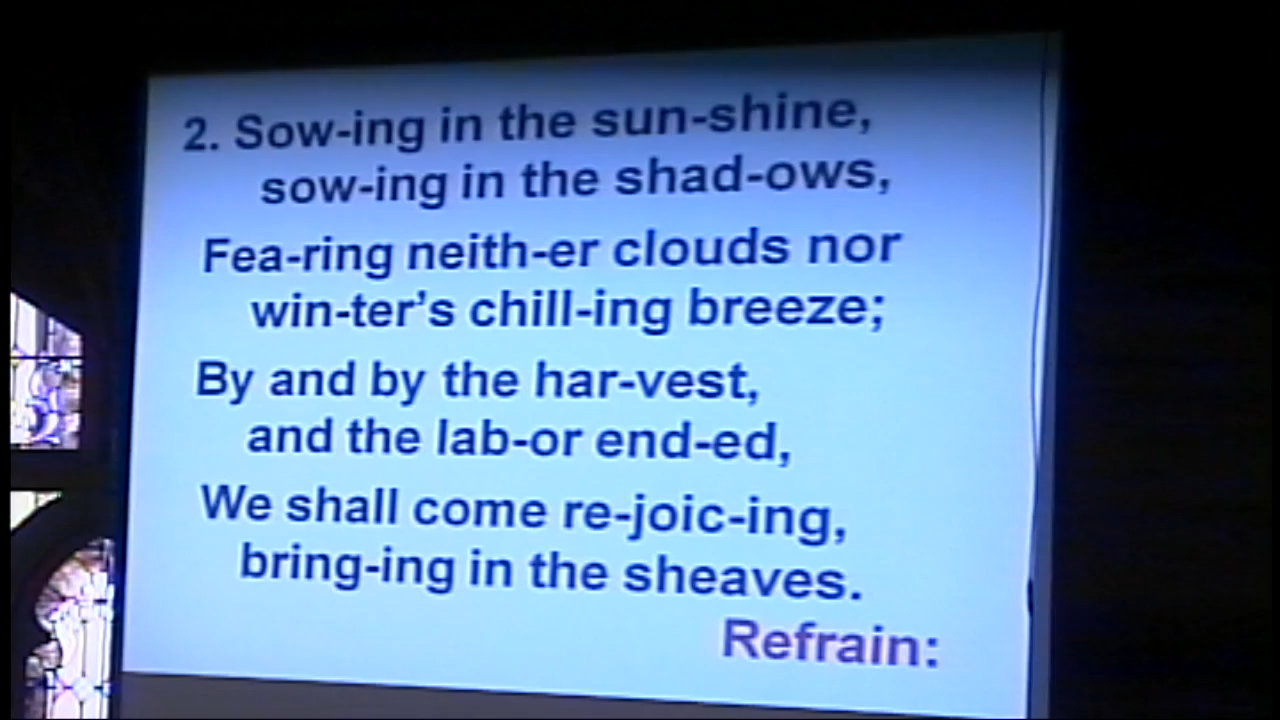 2. Sow-ing in the sun-shine,
sow-ing in the shad-ows,
Fea-ring neith-er clouds nor
win-ter's chill-ing breeze;
By and by the har-vest,
and the lab-or end-ed,
We shall come re-joic-ing,
bring-ing in the sheaves.
Refrain: